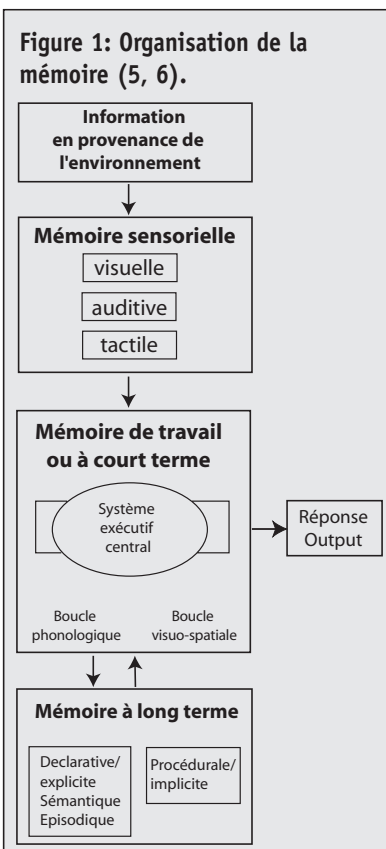 Figure 1: Organisation de la
mémoire (5, 6).
Information
en provenance de
l'environnement
Mémoire sensorielle
visuelle
auditive
tactile
Mémoire de travail
ou à court terme
Système
exécutif
central
Réponse
Output
Boucle
phonologique
Boucle
visuo-spatiale
Mémoire à long terme
Declarative/
explicite
Sémantique
Episodique
Procédurale/
implicite